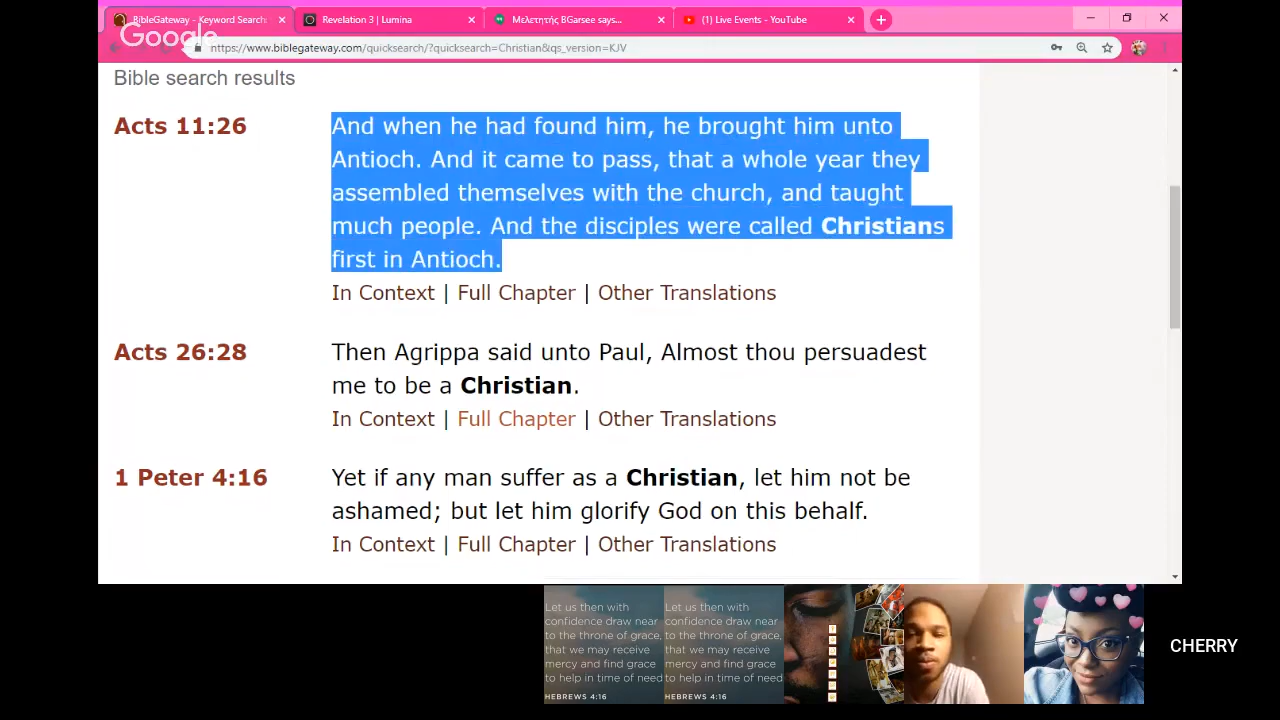 BibleGateway - Keyword Search:
Revelation 3 | Lumina
Μελετητής BGarsee says...
(1) Live Events - YouTube
Google
https://www.biblegateway.com/quicksearch/?quicksearch=Christian&qs_version=KJV
Bible search results
Acts 11:26
And when he had found him, he brought him unto
Antioch. And it came to pass, that a whole year they
assembled themselves with the church, and taught
much people. And the disciples were called Christians
first in Antioch.
In Context | Full Chapter | Other Translations
Acts 26:28
Then Agrippa said unto Paul, Almost thou persuadest
me to be a Christian.
In Context | Full Chapter | Other Translations
1 Peter 4:16
Yet if any man suffer as a Christian, let him not be
ashamed; but let him glorify God on this behalf.
In Context | Full Chapter | Other Translations
Let us then with
confidence draw near
to the throne of grace,
that we may receive
mercy and find grace
to help in time of need
HEBREWS 4:16
Let us then with
confidence draw near
to the throne of grace,
that we may receive
mercy and find grace
to help in time of need
HEBREWS 4:16
CHERRY